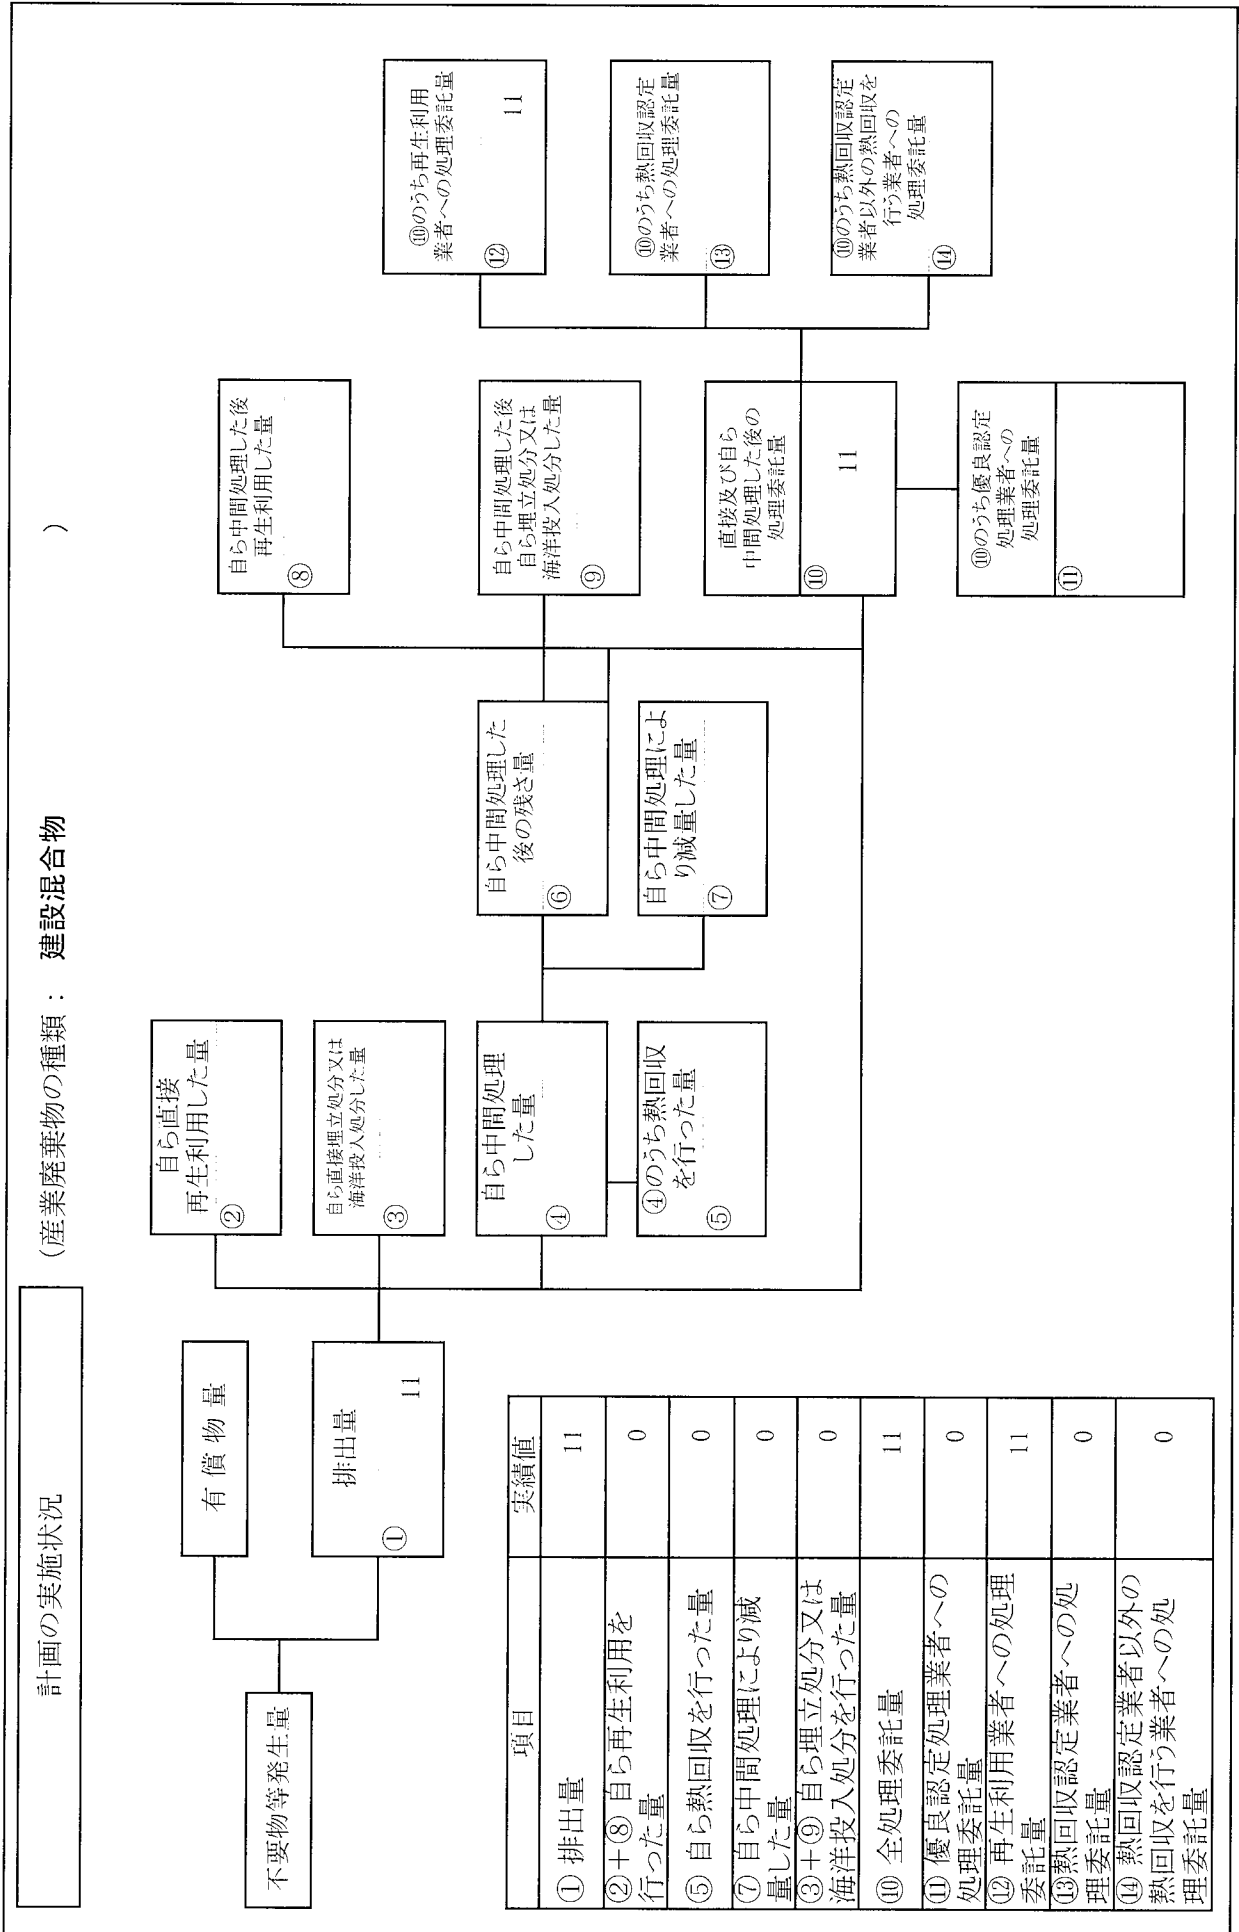 計画の実施状況
(産業廃棄物の種類： 建設混合物 )
不要物等発生量
有償物量
排出量
① 11
自ら直接
再生利用した量
②
自ら直接埋立処分又は
海洋投入処分した量
③
自ら中間処理
した量
④
④のうち熱回収
を行った量
⑤
自ら中間処理した
後の残さ量
⑥
自ら中間処理によ
り減量した量
⑦
自ら中間処理した後
再生利用した量
⑧
自ら中間処理した後
自ら埋立処分又は
海洋投入処分した量
⑨
直接及び自ら
中間処理した後の
処理委託量
⑩ 11
⑩のうち優良認定
処理業者への
処理委託量
⑪
⑩のうち再生利用
業者への処理委託量
⑫ 11
⑩のうち熱回収認定
業者への処理委託量
⑬
⑩のうち熱回収認定
業者以外の熱回収を
行う業者への
処理委託量
⑭
項目 実績値
① 排出量 11
②＋⑧ 自ら再生利用を
行った量 0
⑤ 自ら熱回収を行った量 0
⑦ 自ら中間処理により減
量した量 0
③＋⑨ 自ら埋立処分又は
海洋投入処分を行った量 0
⑩ 全処理委託量 11
⑪ 優良認定処理業者への
処理委託量 0
⑫ 再生利用業者への処理
委託量 11
⑬熱回収認定業者への処
理委託量 0
⑭ 熱回収認定業者以外の
熱回収を行う業者への処
理委託量 0